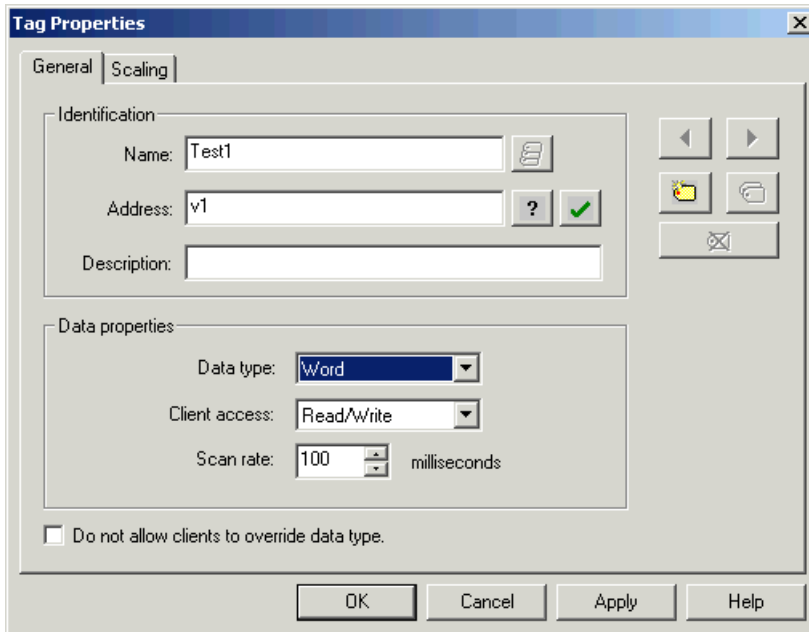 Tag Properties
General
Scaling
Identification
Name: Test1
Address: v1 ?
Description:
Data properties
Data type: Word
Client access: Read/Write
Scan rate: 100 milliseconds
Do not allow clients to override data type.
OK Cancel Apply Help